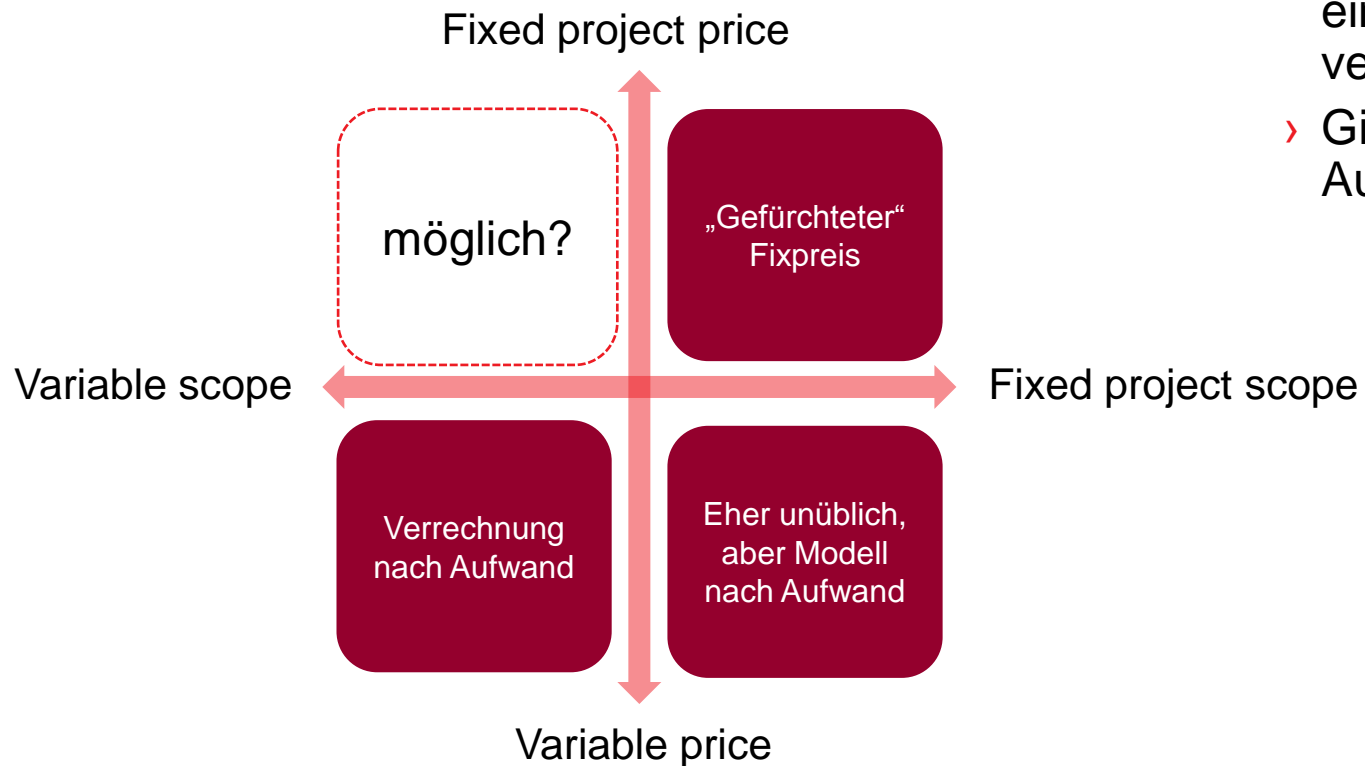 Fixed project price
möglich?
„Gefürchteter“
Fixpreis
Variable scope
Fixed project scope
Verrechnung
nach Aufwand
Eher unüblich,
aber Modell
nach Aufwand
Variable price
›